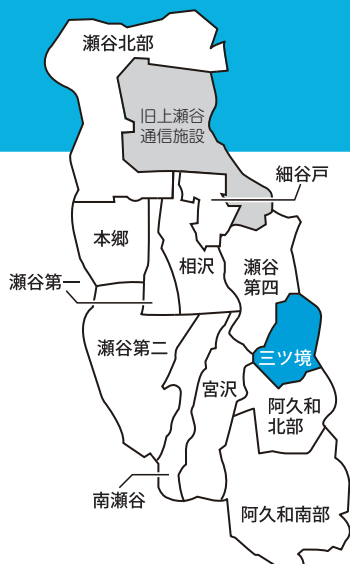 瀬谷北部
旧上瀬谷
通信施設
細谷戸
本郷
相沢
瀬谷
第四
瀬谷第一
瀬谷第二
三ツ境
宮沢
阿久和
北部
南瀬谷
阿久和南部